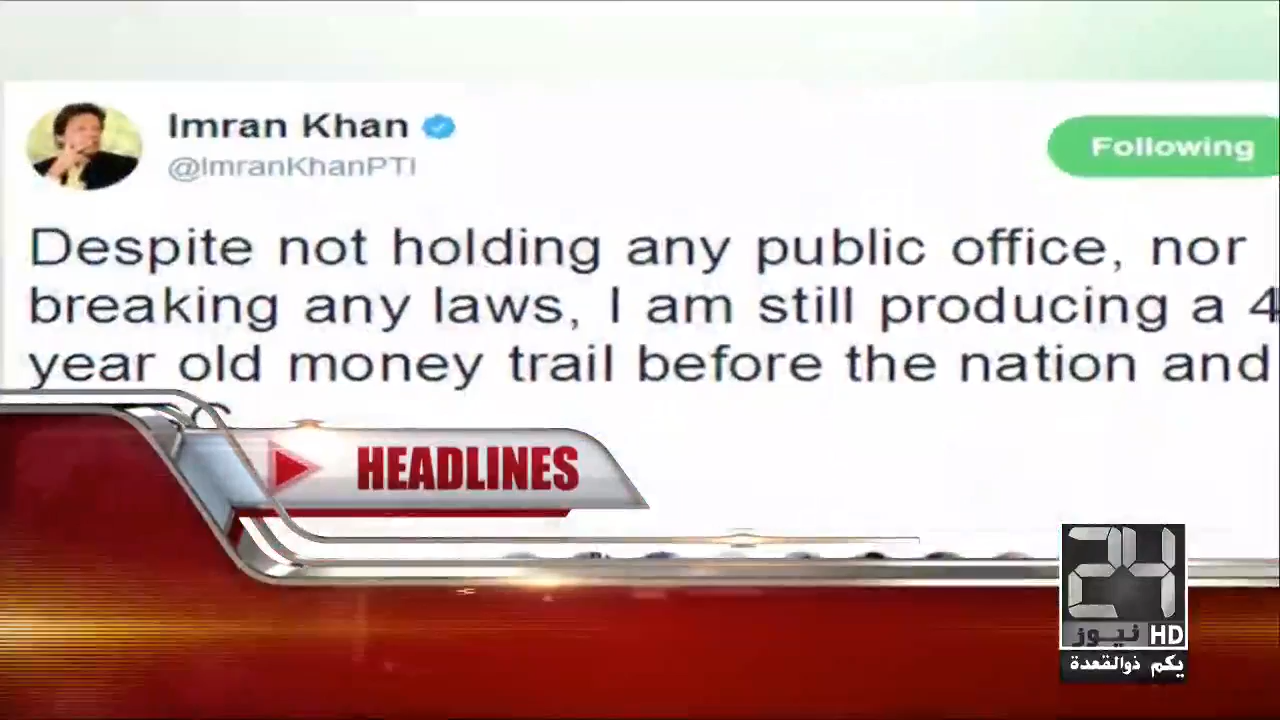 Imran Khan
@ImranKhanPTI
Following
Despite not holding any public office, nor
breaking any laws, I am still producing a 4
year old money trail before the nation and
HEADLINES
24
نیوز HD
یکم ذوالقعدة